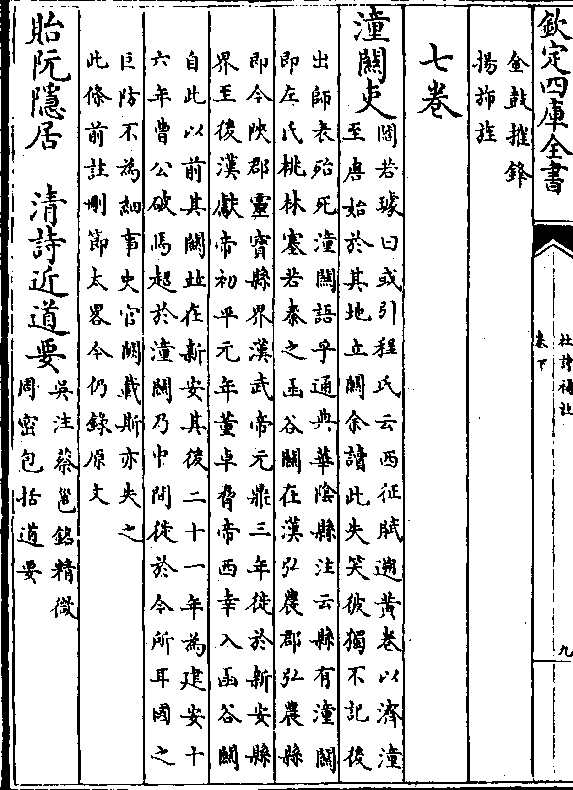 欽定四庫全書
杜詩補註
卷下
九
金鼓摧鋒
揚斾旌
七卷
潼關吏
閻若璩曰或引程氏云西征賦遡黃卷以濟潼
至唐始於其地立關余讀此失笑彼獨不記後
出師表殆死潼關語乎通典華陰縣注云縣有潼關
即左氏桃林塞若秦之函谷關在漢弘農郡弘農縣
即今陜郡靈寳縣界漢武帝元鼎三年徙於新安縣
界至後漢獻帝初平元年董卓脅帝西幸入函谷關
自此以前其關並在新安其後二十一年為建安十
六年曹公破馬超於潼關乃中間徙於今所耳國之
巨防不為細事史官闕載斯亦失之
此條前註刪節太畧今仍錄原文
貽阮隱居　清詩近道要
吳注蔡邕銘精微
周密包括道要